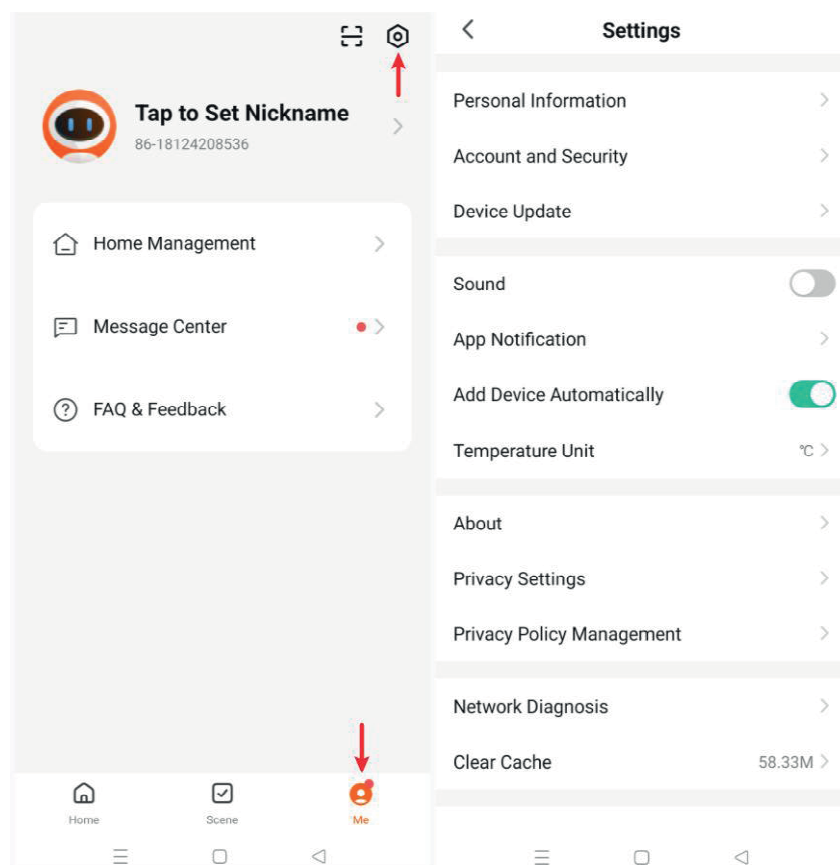 Tap to Set Nickname
86-18124208536
Home Management
Message Center
FAQ & Feedback
Home
Scene
Me
Settings
Personal Information
Account and Security
Device Update
Sound
App Notification
Add Device Automatically
Temperature Unit ℃
About
Privacy Settings
Privacy Policy Management
Network Diagnosis
Clear Cache 58.33M